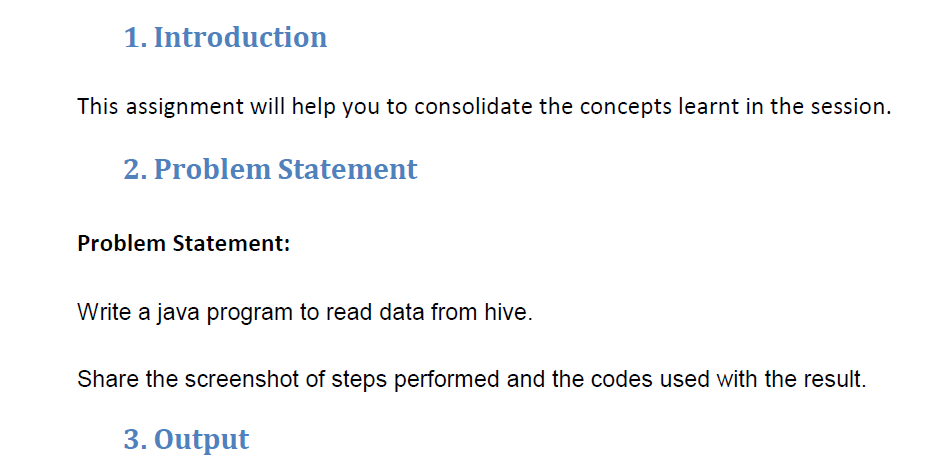 1. Introduction
This assignment will help you to consolidate the concepts learnt in the session.
2. Problem Statement
Problem Statement:
Write a java program to read data from hive.
Share the screenshot of steps performed and the codes used with the result.
3. Output